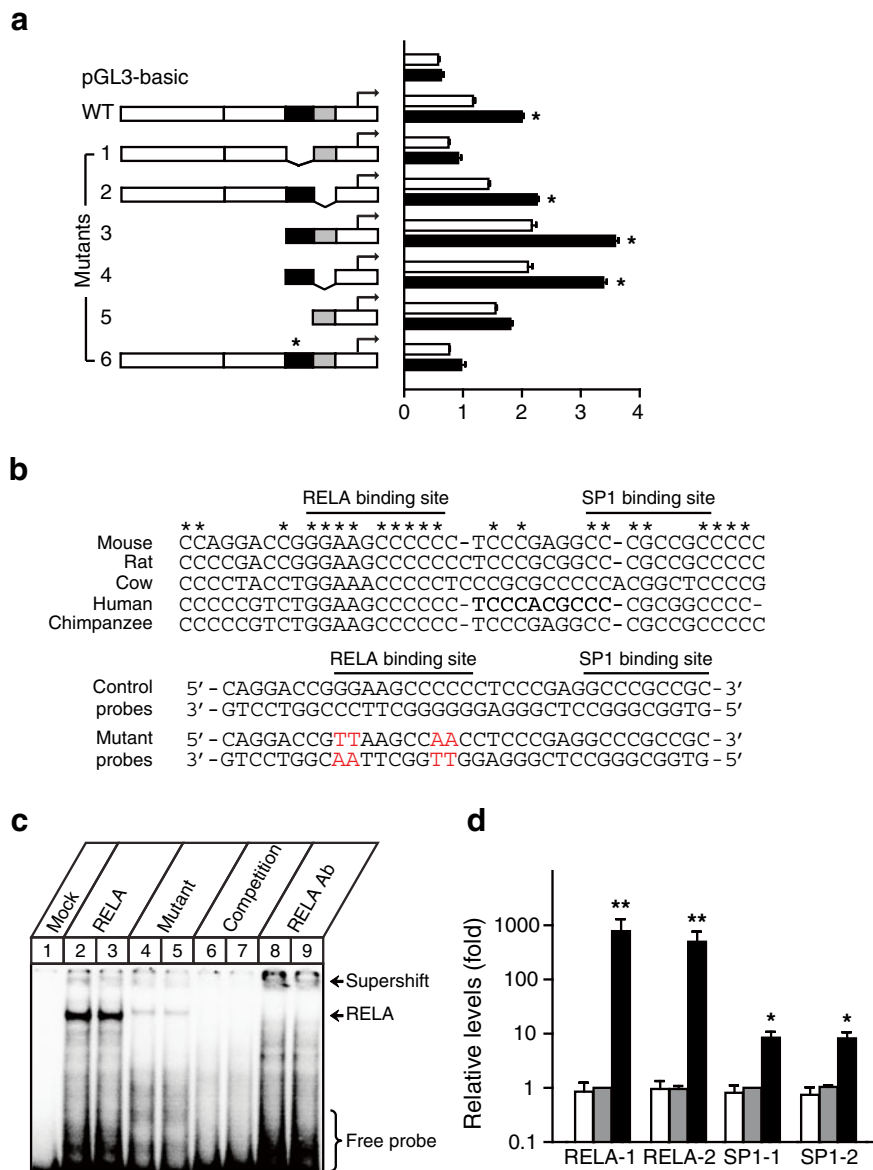 a
pGL3-basic
WT
1
2
3
4
5
6
Mutants
*
*
*
*
*
0 1 2 3 4
b
RELA binding site SP1 binding site
** * **** ***** * * ** ** ****
Mouse CCAGGACCGGGAAGCCCCCC-TCCCGAGGCC-CGCCGCCCCC
Rat CCCCGACCGGGAAGCCCCCCCTCCCGCGGCC-CGCCGCCCCC
Cow CCCCTACCTGGAAACCCCCTCCCGCGCCCCCACGGCTCCCCG
Human CCCCCGTCTGGAAGCCCCCC-TCCCACGCCC-CGCGGCCCC-
Chimpanzee CCCCCGTCTGGAAGCCCCCC-TCCCGAGGCC-CGCCGCCCCC
RELA binding site SP1 binding site
Control 5′-CAGGACCGGGAAGCCCCCCCTCCCGAGGCCCGCCGC-3′
probes 3′-GTCCTGGCCCTTCGGGGGGGAGGGCTCCGGGCGGTG-5′
Mutant 5′-CAGGACCGTTAAGCCAACCTCCCGAGGCCCGCCGC-3′
probes 3′-GTCCTGGCAATTCGGTTGGAGGGCTCCGGGCGGTG-5′
c
Mock RELA Mutant Competition RELA Ab
1 2 3 4 5 6 7 8 9
Supershift
RELA
Free probe
d
Relative levels (fold)
1000
100
10
1
0.1
** ** * *
RELA-1 RELA-2 SP1-1 SP1-2